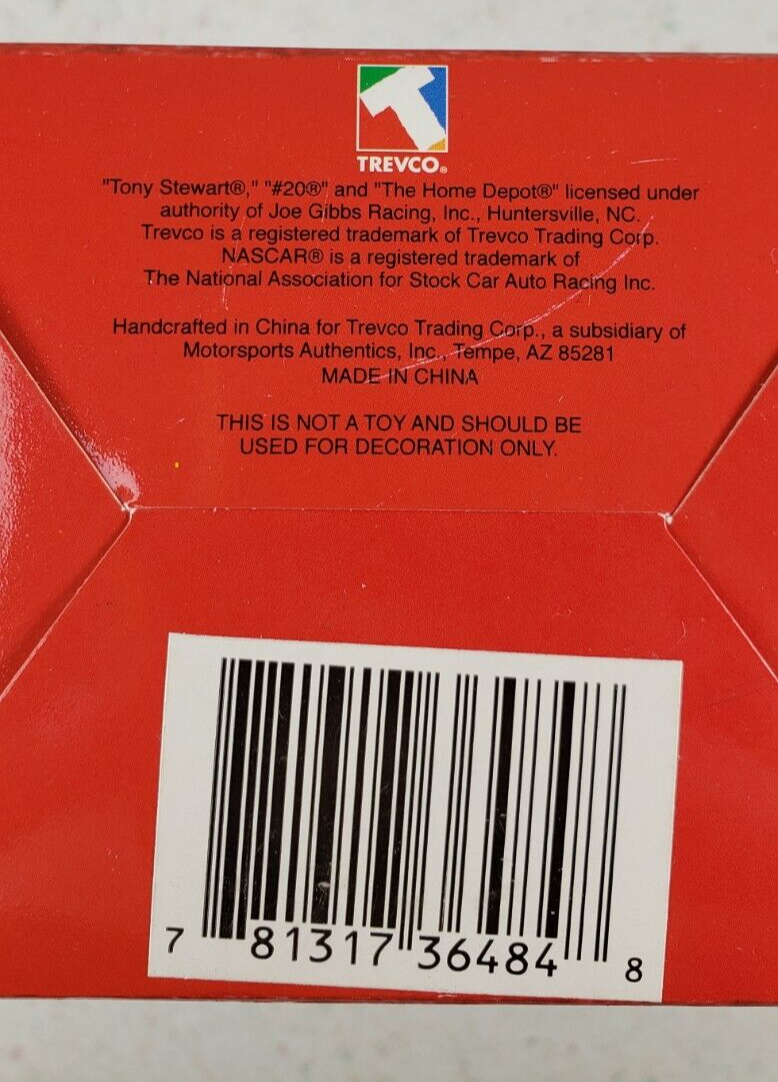 TREVCO®
"Tony Stewart®," "#20®" and "The Home Depot®" licensed under
authority of Joe Gibbs Racing, Inc., Huntersville, NC.
Trevco is a registered trademark of Trevco Trading Corp.
NASCAR® is a registered trademark of
The National Association for Stock Car Auto Racing Inc.
Handcrafted in China for Trevco Trading Corp., a subsidiary of
Motorsports Authentics, Inc., Tempe, AZ 85281
MADE IN CHINA
THIS IS NOT A TOY AND SHOULD BE
USED FOR DECORATION ONLY.
7 81317 36484 8